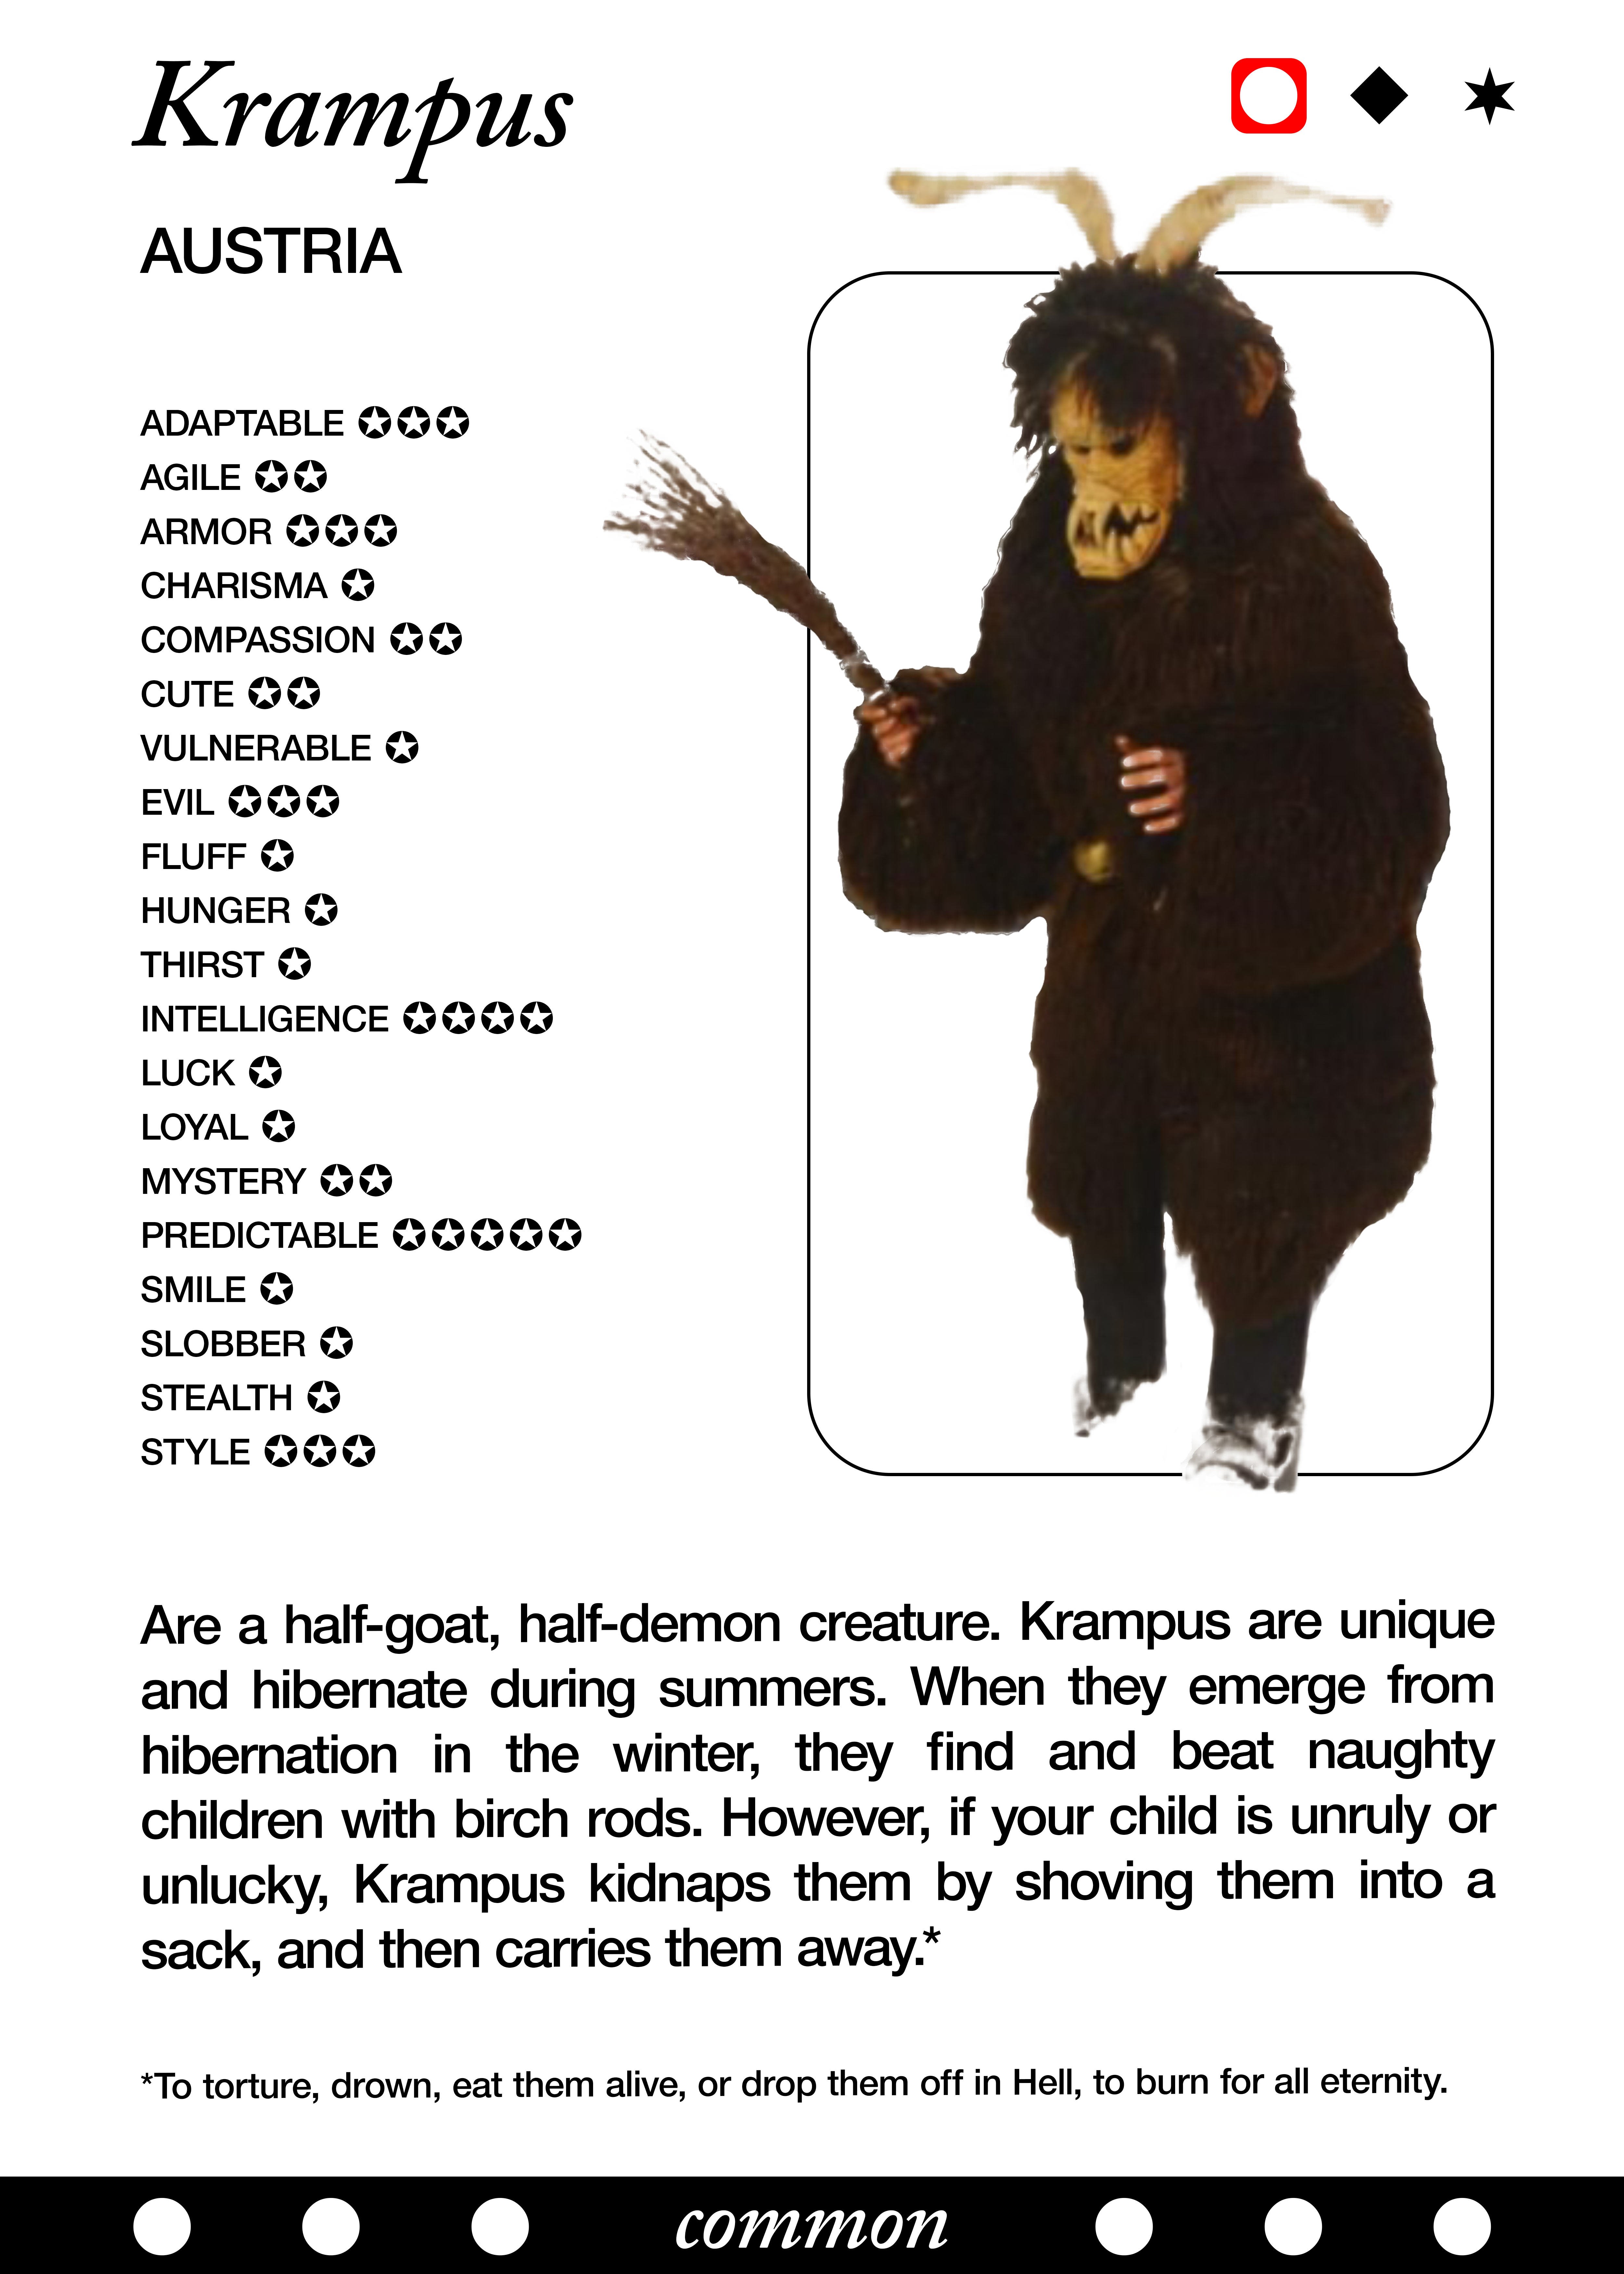 Krampus
AUSTRIA
ADAPTABLE ✪✪✪
AGILE ✪✪
ARMOR ✪✪✪
CHARISMA ✪
COMPASSION ✪✪
CUTE ✪✪
VULNERABLE ✪
EVIL ✪✪✪
FLUFF ✪
HUNGER ✪
THIRST ✪
INTELLIGENCE ✪✪✪✪
LUCK ✪
LOYAL ✪
MYSTERY ✪✪
PREDICTABLE ✪✪✪✪✪
SMILE ✪
SLOBBER ✪
STEALTH ✪
STYLE ✪✪✪
Are a half-goat, half-demon creature. Krampus are unique
and hibernate during summers. When they emerge from
hibernation in the winter, they find and beat naughty
children with birch rods. However, if your child is unruly or
unlucky, Krampus kidnaps them by shoving them into a
sack, and then carries them away.*
*To torture, drown, eat them alive, or drop them off in Hell, to burn for all eternity.
common